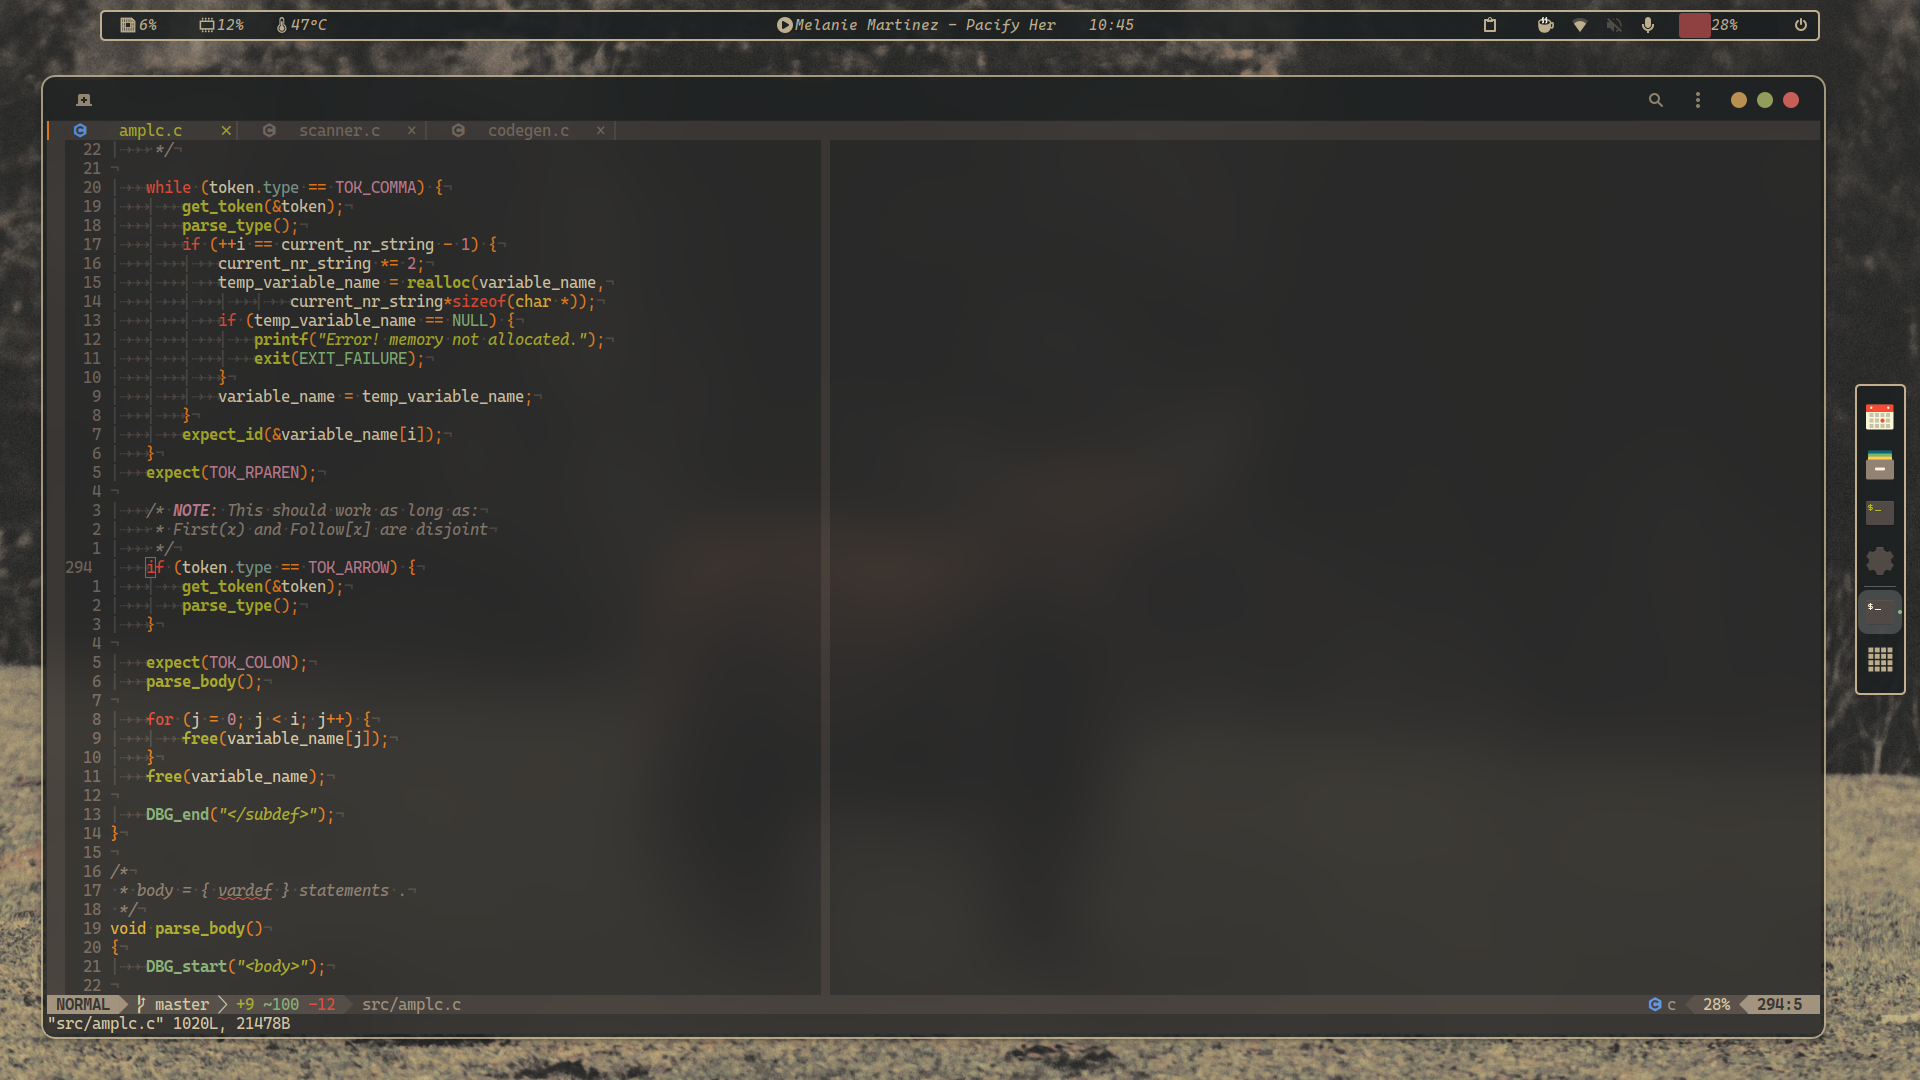 6% 12% 47°C Melanie Martinez - Pacify Her 10:45 28%
amplc.c × scanner.c × codegen.c ×
22 */
21
20 while (token.type == TOK_COMMA) {
19 get_token(&token);
18 parse_type();
17 if (++i == current_nr_string - 1) {
16 current_nr_string *= 2;
15 temp_variable_name = realloc(variable_name,
14 current_nr_string*sizeof(char *));
13 if (temp_variable_name == NULL) {
12 printf("Error! memory not allocated.");
11 exit(EXIT_FAILURE);
10 }
9 variable_name = temp_variable_name;
8 }
7 expect_id(&variable_name[i]);
6 }
5 expect(TOK_RPAREN);
4
3 /* NOTE: This should work as long as:
2 * First(x) and Follow[x] are disjoint
1 */
294 if (token.type == TOK_ARROW) {
1 get_token(&token);
2 parse_type();
3 }
4
5 expect(TOK_COLON);
6 parse_body();
7
8 for (j = 0; j < i; j++) {
9 free(variable_name[j]);
10 }
11 free(variable_name);
12
13 DBG_end("</subdef>");
14 }
15
16 /*
17 * body = { vardef } statements .
18 */
19 void parse_body()
20 {
21 DBG_start("<body>");
22
NORMAL master +9 ~100 -12 src/amplc.c c 28% 294:5
"src/amplc.c" 1020L, 21478B
$_
$_